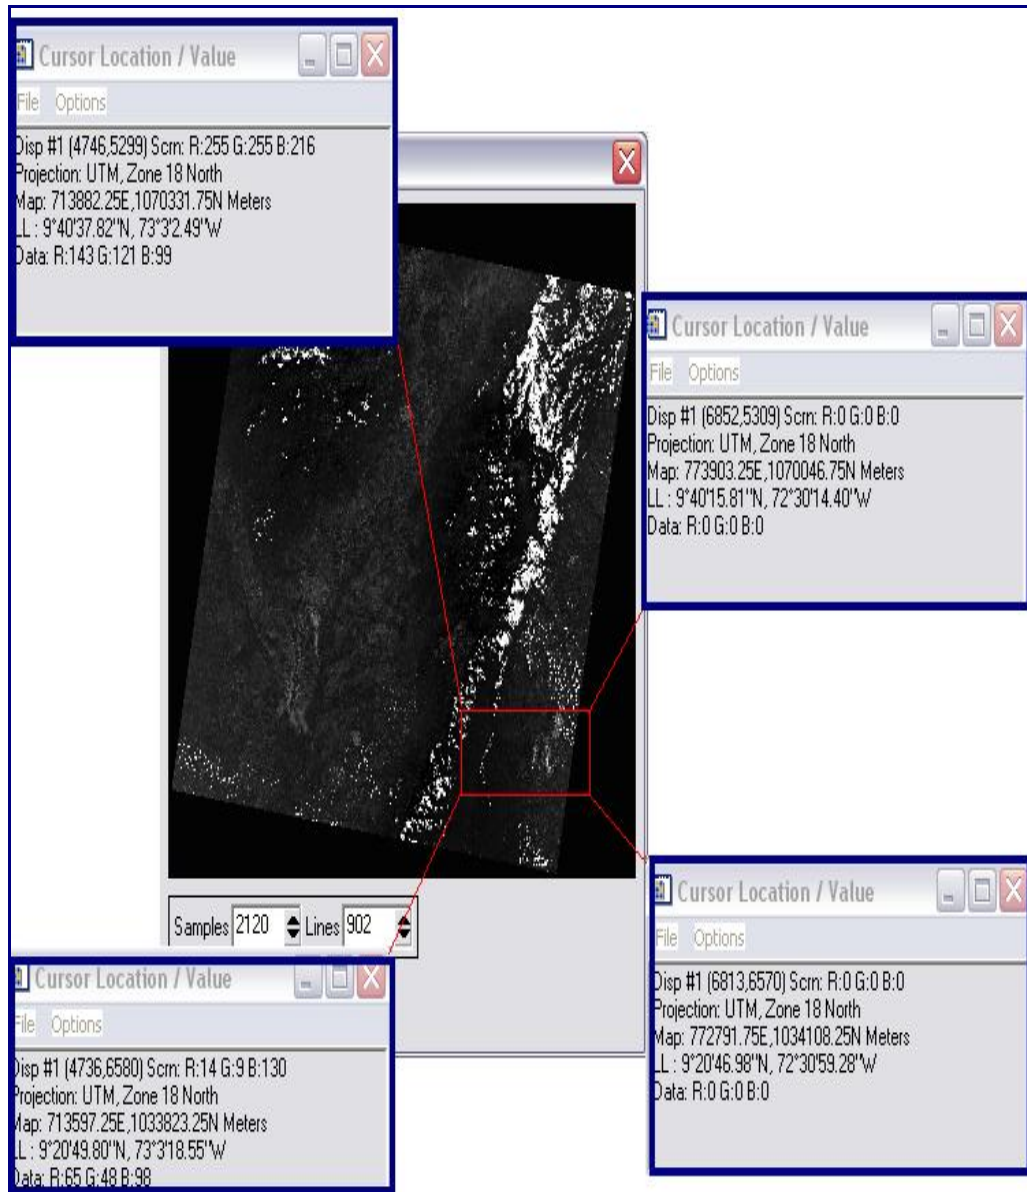 Cursor Location / Value
File Options
Disp #1 (4746,5299) Scrn: R:255 G:255 B:216
Projection: UTM, Zone 18 North
Map: 713882.25E,1070331.75N Meters
LL : 9°40'37.82"N, 73°3'2.49"W
Data: R:143 G:121 B:99
Cursor Location / Value
File Options
Disp #1 (6852,5309) Scrn: R:0 G:0 B:0
Projection: UTM, Zone 18 North
Map: 773903.25E,1070046.75N Meters
LL : 9°40'15.81"N, 72°30'14.40"W
Data: R:0 G:0 B:0
Samples 2120 Lines 902
Cursor Location / Value
File Options
Disp #1 (4736,6580) Scrn: R:14 G:9 B:130
Projection: UTM, Zone 18 North
Map: 713597.25E,1033823.25N Meters
LL : 9°20'49.80"N, 73°3'18.55"W
Data: R:65 G:48 B:98
Cursor Location / Value
File Options
Disp #1 (6813,6570) Scrn: R:0 G:0 B:0
Projection: UTM, Zone 18 North
Map: 772791.75E,1034108.25N Meters
LL : 9°20'46.98"N, 72°30'59.28"W
Data: R:0 G:0 B:0